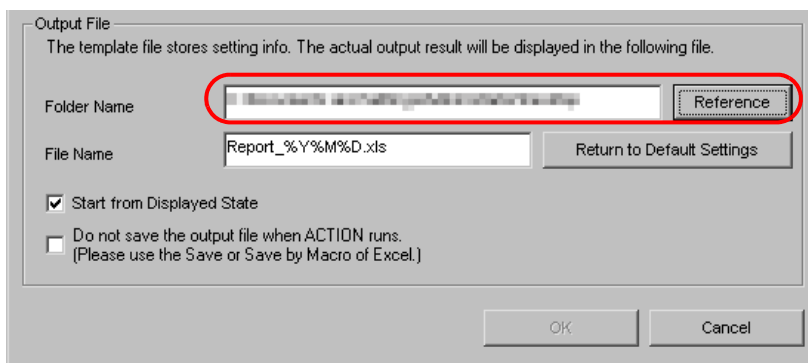 Output File
The template file stores setting info. The actual output result will be displayed in the following file.
Folder Name
Reference
File Name
Report_%Y%M%D.xls
Return to Default Settings
Start from Displayed State
Do not save the output file when ACTION runs.
(Please use the Save or Save by Macro of Excel.)
OK
Cancel